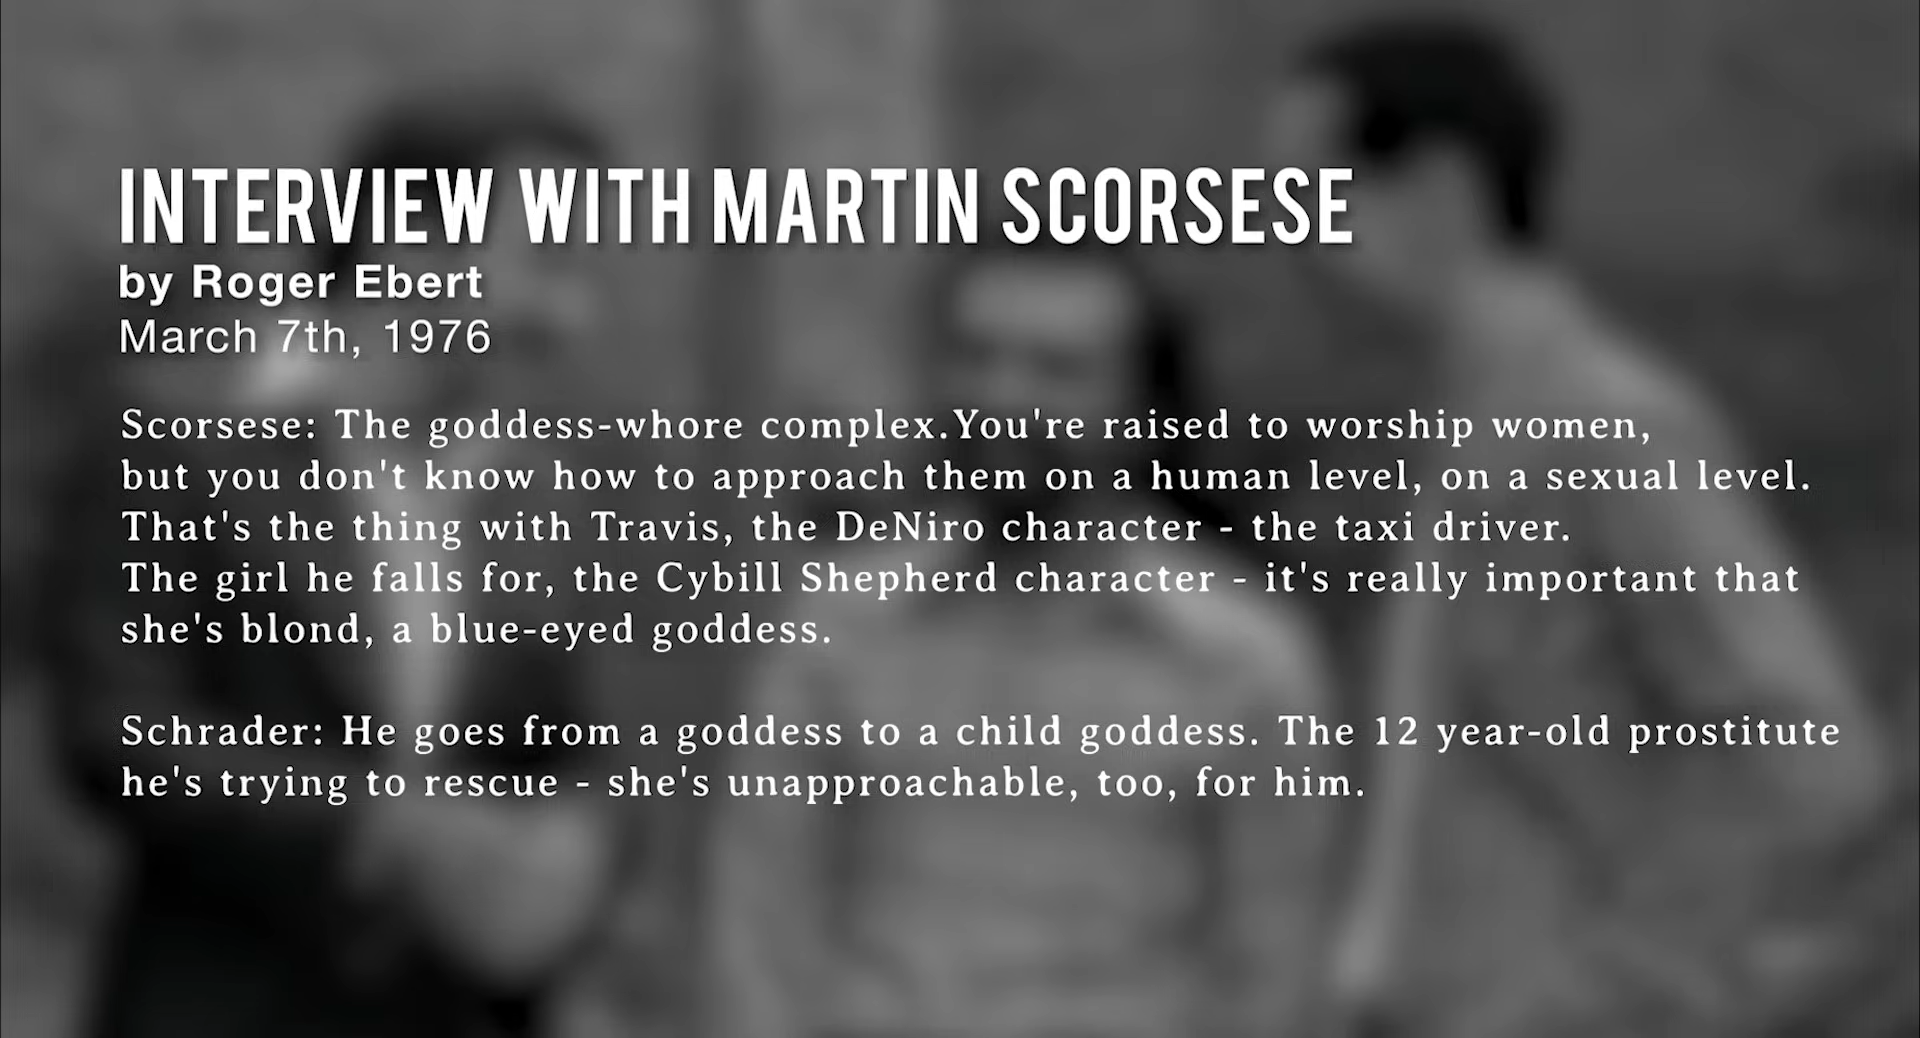 INTERVIEW WITH MARTIN SCORSESE
by Roger Ebert
March 7th, 1976
Scorsese: The goddess-whore complex.You're raised to worship women,
but you don't know how to approach them on a human level, on a sexual level.
That's the thing with Travis, the DeNiro character - the taxi driver.
The girl he falls for, the Cybill Shepherd character - it's really important that
she's blond, a blue-eyed goddess.
Schrader: He goes from a goddess to a child goddess. The 12 year-old prostitute
he's trying to rescue - she's unapproachable, too, for him.